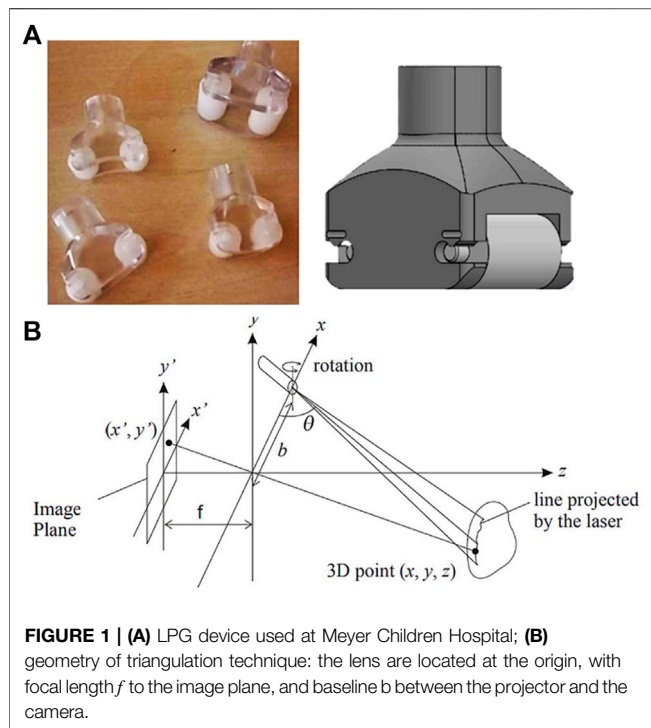 A
B
y
x
rotation
y'
x'
(x', y')
θ
b
z
Image
Plane
f
line projected
by the laser
3D point (x, y, z)
FIGURE 1 | (A) LPG device used at Meyer Children Hospital; (B)
geometry of triangulation technique: the lens are located at the origin, with
focal length f to the image plane, and baseline b between the projector and the
camera.